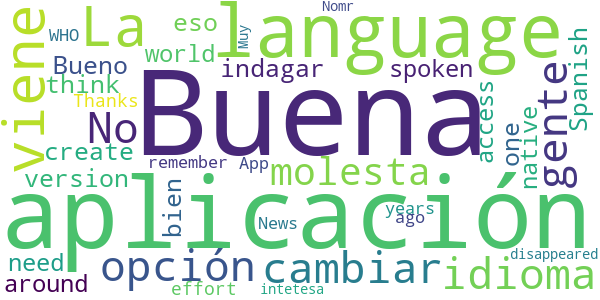 Nomr
viene
WHO
La
eso
Muy
language
Bueno
world
indagar
spoken
think
Thanks
No
Buena
access
one
native
Spanish
gente
create
remember
App
molesta
version
bien
aplicación
News
years
ago
need
around
opción
cambiar
idioma
disappeared
effort
intetesa